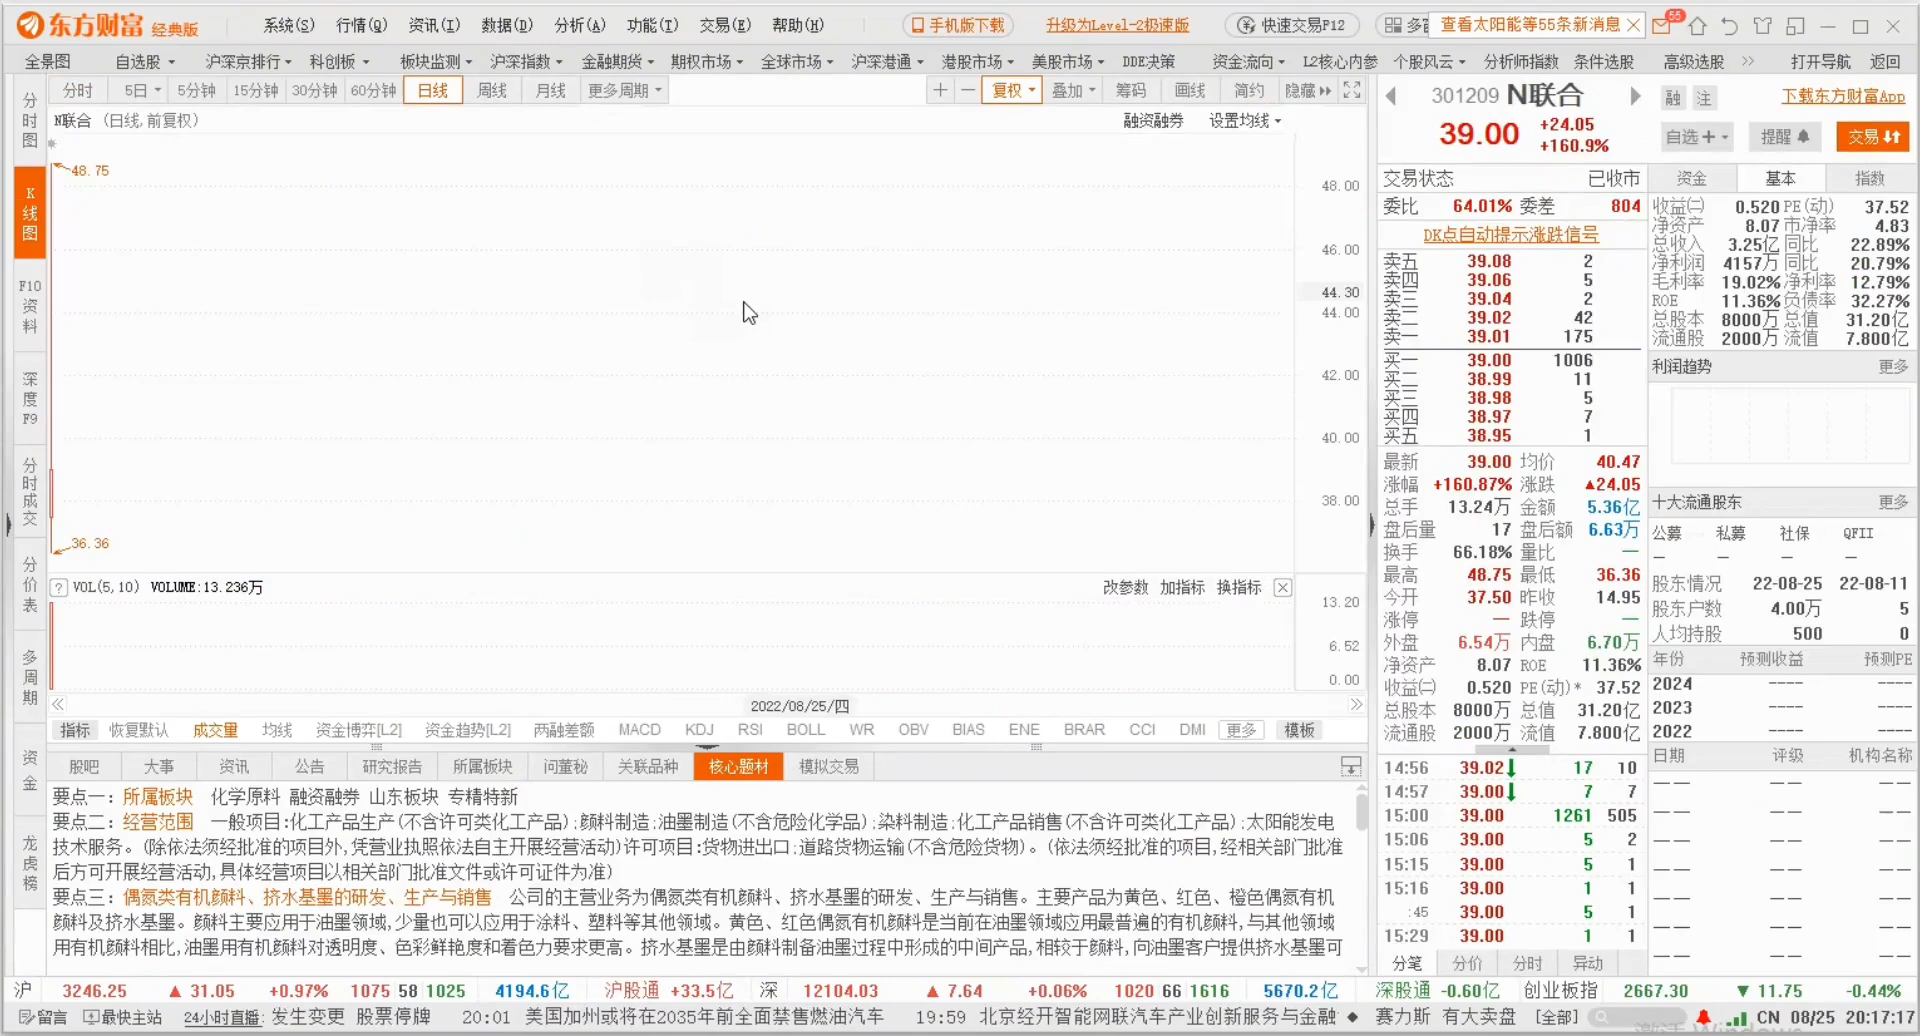 东方财富 经典版 系统(S) 行情(Q) 资讯(I) 数据(D) 分析(A) 功能(T) 交易(E) 帮助(H) 手机版下载 升级为Level-2极速版 快速交易F12 查看太阳能等55条新消息 55
全景图 自选股 沪深京排行 科创板 板块监测 沪深指数 金融期货 期权市场 全球市场 沪深港通 港股市场 美股市场 DDE决策 资金流向 L2核心内参 个股风云 分析师指数 条件选股 高级选股 打开导航 返回
分时 5日 5分钟 15分钟 30分钟 60分钟 日线 周线 月线 更多周期 + — 复权 叠加 筹码 画线 简约 隐藏
N联合 (日线,前复权) 融资融券 设置均线
分时图
K线图
F10资料
深度F9
分时成交
分价表
多周期
资金
龙虎榜
48.75
36.36
48.00
46.00
44.30
44.00
42.00
40.00
38.00
? VOL(5,10) VOLUME:13.236万 改参数 加指标 换指标
13.20
6.52
0.00
2022/08/25/四
指标 恢复默认 成交量 均线 资金博弈[L2] 资金趋势[L2] 两融差额 MACD KDJ RSI BOLL WR OBV BIAS ENE BRAR CCI DMI 更多 模板
股吧 大事 资讯 公告 研究报告 所属板块 问董秘 关联品种 核心题材 模拟交易
要点一: 所属板块 化学原料 融资融券 山东板块 专精特新
要点二: 经营范围 一般项目:化工产品生产(不含许可类化工产品);颜料制造;油墨制造(不含危险化学品);染料制造;化工产品销售(不含许可类化工产品);太阳能发电
技术服务。(除依法须经批准的项目外,凭营业执照依法自主开展经营活动)许可项目:货物进出口;道路货物运输(不含危险货物)。(依法须经批准的项目,经相关部门批准
后方可开展经营活动,具体经营项目以相关部门批准文件或许可证件为准)
要点三: 偶氮类有机颜料、挤水基墨的研发、生产与销售 公司的主营业务为偶氮类有机颜料、挤水基墨的研发、生产与销售。主要产品为黄色、红色、橙色偶氮有机
颜料及挤水基墨。颜料主要应用于油墨领域,少量也可以应用于涂料、塑料等其他领域。黄色、红色偶氮有机颜料是当前在油墨领域应用最普遍的有机颜料,与其他领域
用有机颜料相比,油墨用有机颜料对透明度、色彩鲜艳度和着色力要求更高。挤水基墨是由颜料制备油墨过程中形成的中间产品,相较于颜料,向油墨客户提供挤水基墨可
301209 N联合
39.00 +24.05
+160.9%
融 注 下载东方财富App
自选+ 提醒 交易
交易状态 已收市
委比 64.01% 委差 804
DK点自动提示涨跌信号
卖五 39.08 2
卖四 39.06 5
卖三 39.04 2
卖二 39.02 42
卖一 39.01 175
买一 39.00 1006
买二 38.99 11
买三 38.98 5
买四 38.97 7
买五 38.95 1
最新 39.00 均价 40.47
涨幅 +160.87% 涨跌 ▲24.05
总手 13.24万 金额 5.36亿
盘后量 17 盘后额 6.63万
换手 66.18% 量比 —
最高 48.75 最低 36.36
今开 37.50 昨收 14.95
涨停 — 跌停 —
外盘 6.54万 内盘 6.70万
净资产 8.07 ROE 11.36%
收益㈡ 0.520 PE(动)* 37.52
总股本 8000万 总值 31.20亿
流通股 2000万 流值 7.800亿
14:56 39.02 17 10
14:57 39.00 7 7
15:00 39.00 1261 505
15:06 39.00 5 2
15:15 39.00 5 1
15:16 39.00 1 1
:45 39.00 5 1
15:29 39.00 1 1
分笔 分价 分时 异动
资金 基本 指数
收益㈡ 0.520 PE(动) 37.52
净资产 8.07 市净率 4.83
总收入 3.25亿 同比 22.89%
净利润 4157万 同比 20.79%
毛利率 19.02% 净利率 12.79%
ROE 11.36% 负债率 32.27%
总股本 8000万 总值 31.20亿
流通股 2000万 流值 7.800亿
利润趋势 更多
十大流通股东 更多
公募 私募 社保 QFII
— — — —
股东情况 22-08-25 22-08-11
股东户数 4.00万 5
人均持股 500 0
年份 预测收益 预测PE
2024 ---- ----
2023 ---- ----
2022 ---- ----
日期 评级 机构名称
沪 3246.25 ▲ 31.05 +0.97% 1075 58 1025 4194.6亿 沪股通 +33.5亿 深 12104.03 ▲ 7.64 +0.06% 1020 66 1616 5670.2亿 深股通 -0.60亿 创业板指 2667.30 ▼ 11.75 -0.44%
留言 最快主站 24小时直播: 发生变更 股票停牌 20:01 美国加州或将在2035年前全面禁售燃油汽车 19:59 北京经开智能网联汽车产业创新服务与金融 ◆ 赛力斯 有大卖盘 [全部] CN 08/25 20:17:17